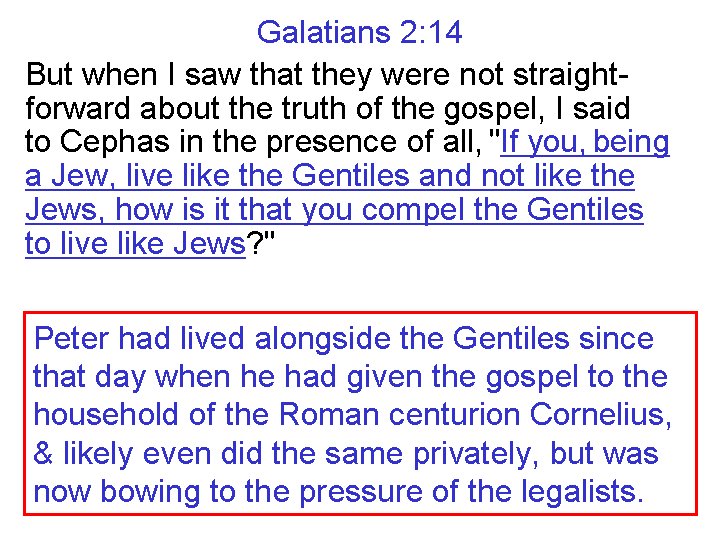 Galatians 2:14
But when I saw that they were not straight-
forward about the truth of the gospel, I said
to Cephas in the presence of all, "If you, being
a Jew, live like the Gentiles and not like the
Jews, how is it that you compel the Gentiles
to live like Jews?"
Peter had lived alongside the Gentiles since
that day when he had given the gospel to the
household of the Roman centurion Cornelius,
& likely even did the same privately, but was
now bowing to the pressure of the legalists.